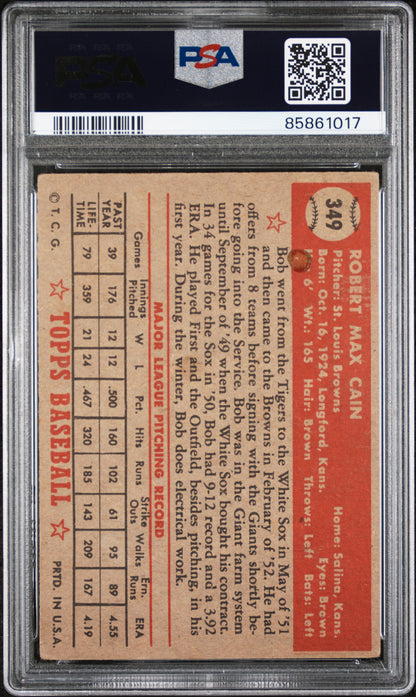 PSA
PSA
85861017
349
ROBERT MAX CAIN
Pitcher: St. Louis Browns Home: Salina, Kans.
Born: Oct. 16, 1924, Longford, Kans. Eyes: Brown
Ht.: 6' Wt.: 165 Hair: Brown Throws: Left Bats: Left
Bob went from the Tigers to the White Sox in May of '51
and then came to the Browns in February of '52. He had
offers from 8 teams before signing with the Giants shortly be-
fore going into the Service. Bob was in the Giant farm system
until September of '49 when the White Sox bought his contract.
In 34 games for the Sox in '50, Bob had 9-12 record and a 3.92
ERA. He played First and the Outfield, besides pitching, in his
first year. During the winter, Bob does electrical work.
MAJOR LEAGUE PITCHING RECORD
Games Innings Pitched W L Pct. Hits Runs Strike Outs Walks Ern. Runs ERA
PAST YEAR 39 176 12 12 .500 160 102 61 95 89 4.55
LIFE-TIME 79 359 21 24 .467 320 185 143 209 167 4.19
© T. C. G. ☆ TOPPS BASEBALL ☆ PRTD. IN U.S.A.